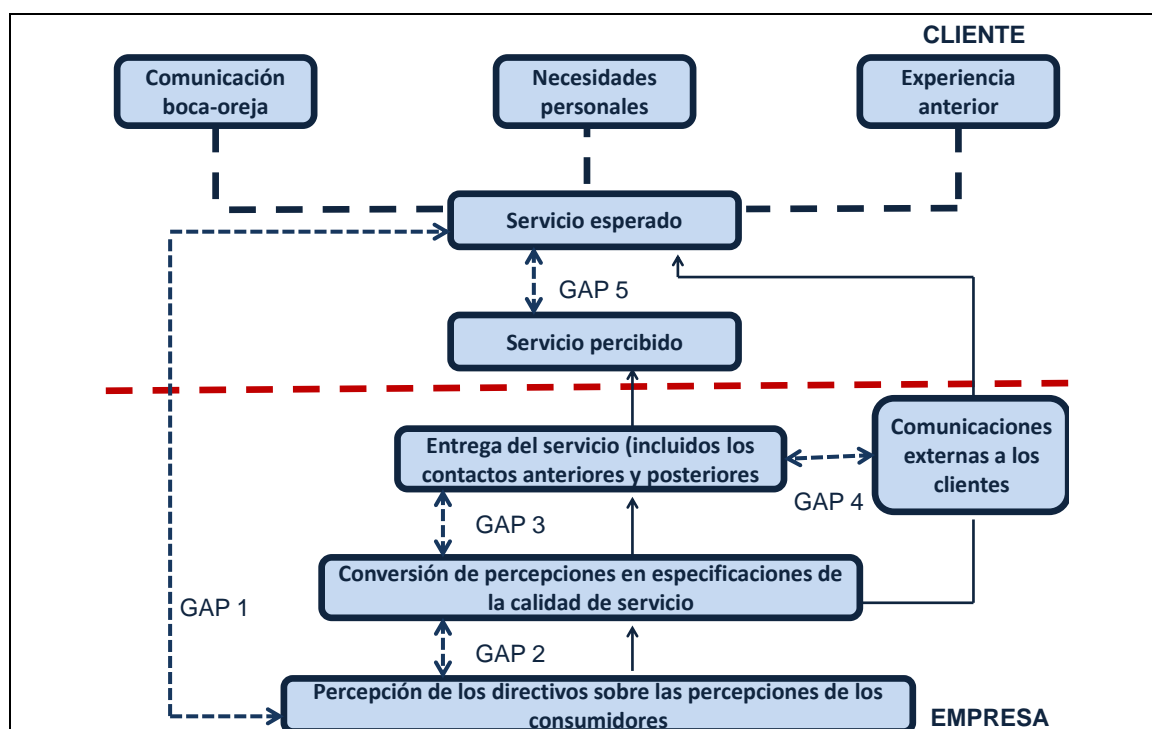 CLIENTE
Comunicación
boca-oreja
Necesidades
personales
Experiencia
anterior
Servicio esperado
GAP 5
Servicio percibido
Entrega del servicio (incluidos los
contactos anteriores y posteriores
Comunicaciones
externas a los
clientes
GAP 4
GAP 3
Conversión de percepciones en especificaciones de
la calidad de servicio
GAP 1
GAP 2
Percepción de los directivos sobre las percepciones de los
consumidores
EMPRESA